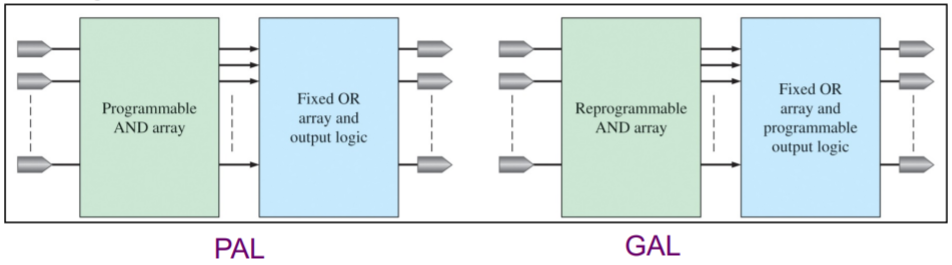 Programmable
AND array
Fixed OR
array and
output logic
Reprogrammable
AND array
Fixed OR
array and
programmable
output logic
PAL
GAL